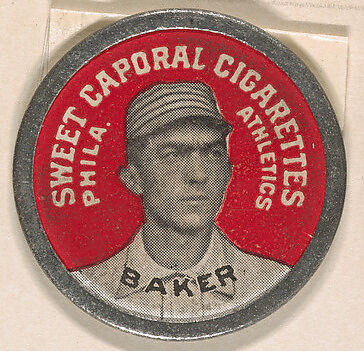 SWEET CAPORAL CIGARETTES
PHILA.
ATHLETICS
BAKER